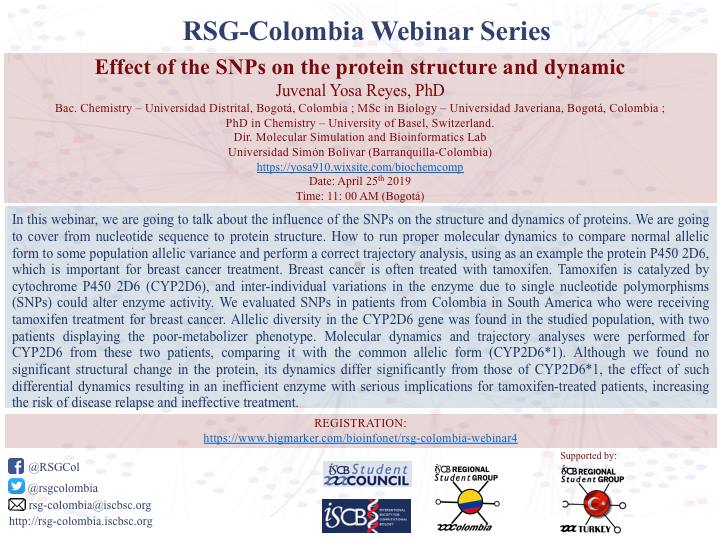 RSG-Colombia Webinar Series
Effect of the SNPs on the protein structure and dynamic
Juvenal Yosa Reyes, PhD
Bac. Chemistry – Universidad Distrital, Bogotá, Colombia ; MSc in Biology – Universidad Javeriana, Bogotá, Colombia ;
PhD in Chemistry – University of Basel, Switzerland.
Dir. Molecular Simulation and Bioinformatics Lab
Universidad Simón Bolivar (Barranquilla-Colombia)
https://yosa910.wixsite.com/biochemcomp
Date: April 25th 2019
Time: 11: 00 AM (Bogotá)
In this webinar, we are going to talk about the influence of the SNPs on the structure and dynamics of proteins. We are going
to cover from nucleotide sequence to protein structure. How to run proper molecular dynamics to compare normal allelic
form to some population allelic variance and perform a correct trajectory analysis, using as an example the protein P450 2D6,
which is important for breast cancer treatment. Breast cancer is often treated with tamoxifen. Tamoxifen is catalyzed by
cytochrome P450 2D6 (CYP2D6), and inter-individual variations in the enzyme due to single nucleotide polymorphisms
(SNPs) could alter enzyme activity. We evaluated SNPs in patients from Colombia in South America who were receiving
tamoxifen treatment for breast cancer. Allelic diversity in the CYP2D6 gene was found in the studied population, with two
patients displaying the poor-metabolizer phenotype. Molecular dynamics and trajectory analyses were performed for
CYP2D6 from these two patients, comparing it with the common allelic form (CYP2D6*1). Although we found no
significant structural change in the protein, its dynamics differ significantly from those of CYP2D6*1, the effect of such
differential dynamics resulting in an inefficient enzyme with serious implications for tamoxifen-treated patients, increasing
the risk of disease relapse and ineffective treatment.
REGISTRATION:
https://www.bigmarker.com/bioinfonet/rsg-colombia-webinar4
Supported by:
@RSGCol
@rsgcolombia
rsg-colombia@iscbsc.org
http://rsg-colombia.iscbsc.org
iSCB Student
COUNCIL
iSCB
INTERNATIONAL
SOCIETY FOR
COMPUTATIONAL
BIOLOGY
iSCB REGIONAL
Student GROUP
Colombia
iSCB REGIONAL
Student GROUP
TURKEY